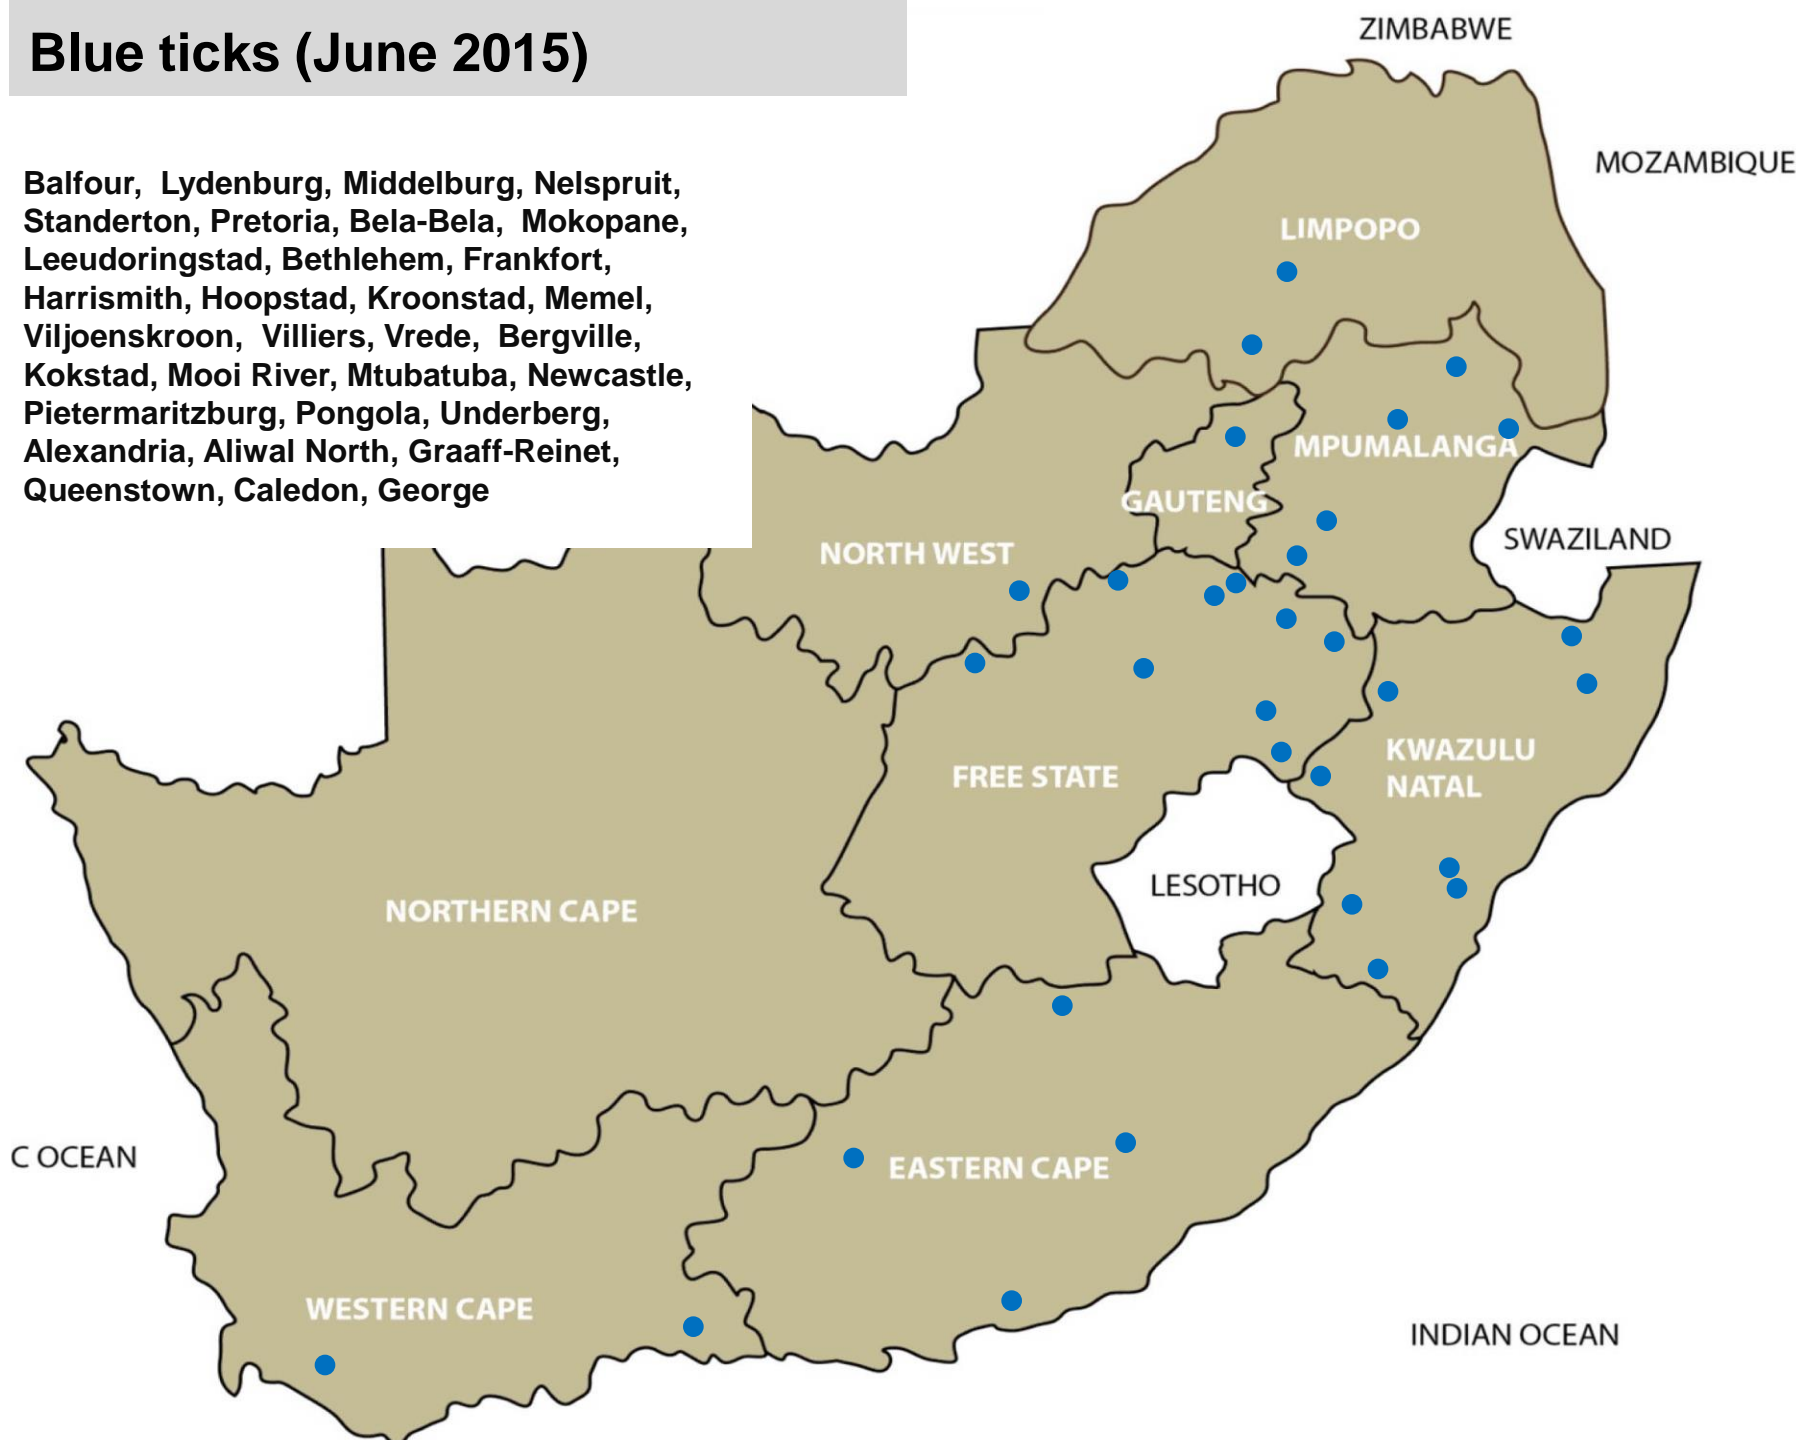 Blue ticks (June 2015)
Balfour, Lydenburg, Middelburg, Nelspruit,
Standerton, Pretoria, Bela-Bela, Mokopane,
Leeudoringstad, Bethlehem, Frankfort,
Harrismith, Hoopstad, Kroonstad, Memel,
Viljoenskroon, Villiers, Vrede, Bergville,
Kokstad, Mooi River, Mtubatuba, Newcastle,
Pietermaritzburg, Pongola, Underberg,
Alexandria, Aliwal North, Graaff-Reinet,
Queenstown, Caledon, George
ZIMBABWE
MOZAMBIQUE
LIMPOPO
MPUMALANGA
GAUTENG
SWAZILAND
NORTH WEST
KWAZULU
NATAL
FREE STATE
LESOTHO
NORTHERN CAPE
C OCEAN
EASTERN CAPE
WESTERN CAPE
INDIAN OCEAN